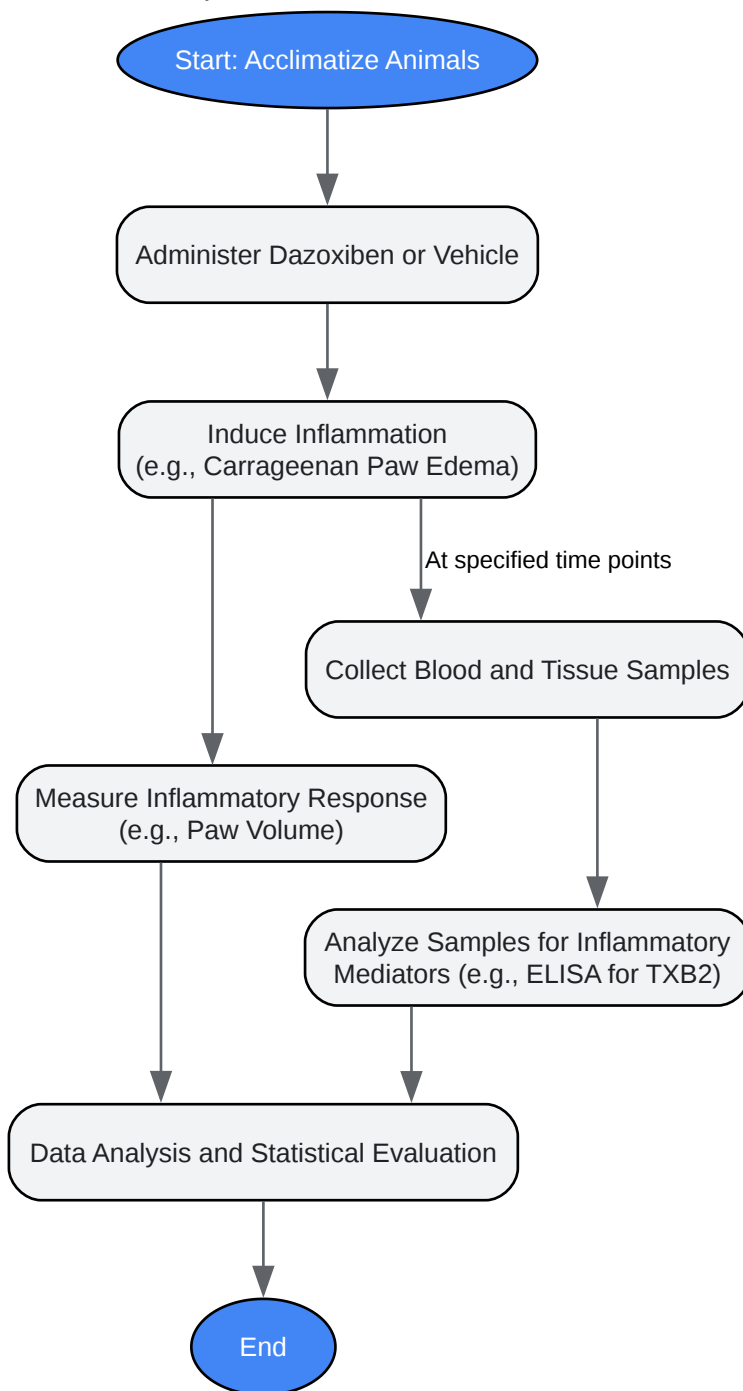 Start: Acclimatize Animals
Administer Dazoxiben or Vehicle
Induce Inflammation
(e.g., Carrageenan Paw Edema)
At specified time points
Collect Blood and Tissue Samples
Measure Inflammatory Response
(e.g., Paw Volume)
Analyze Samples for Inflammatory
Mediators (e.g., ELISA for TXB2)
Data Analysis and Statistical Evaluation
End